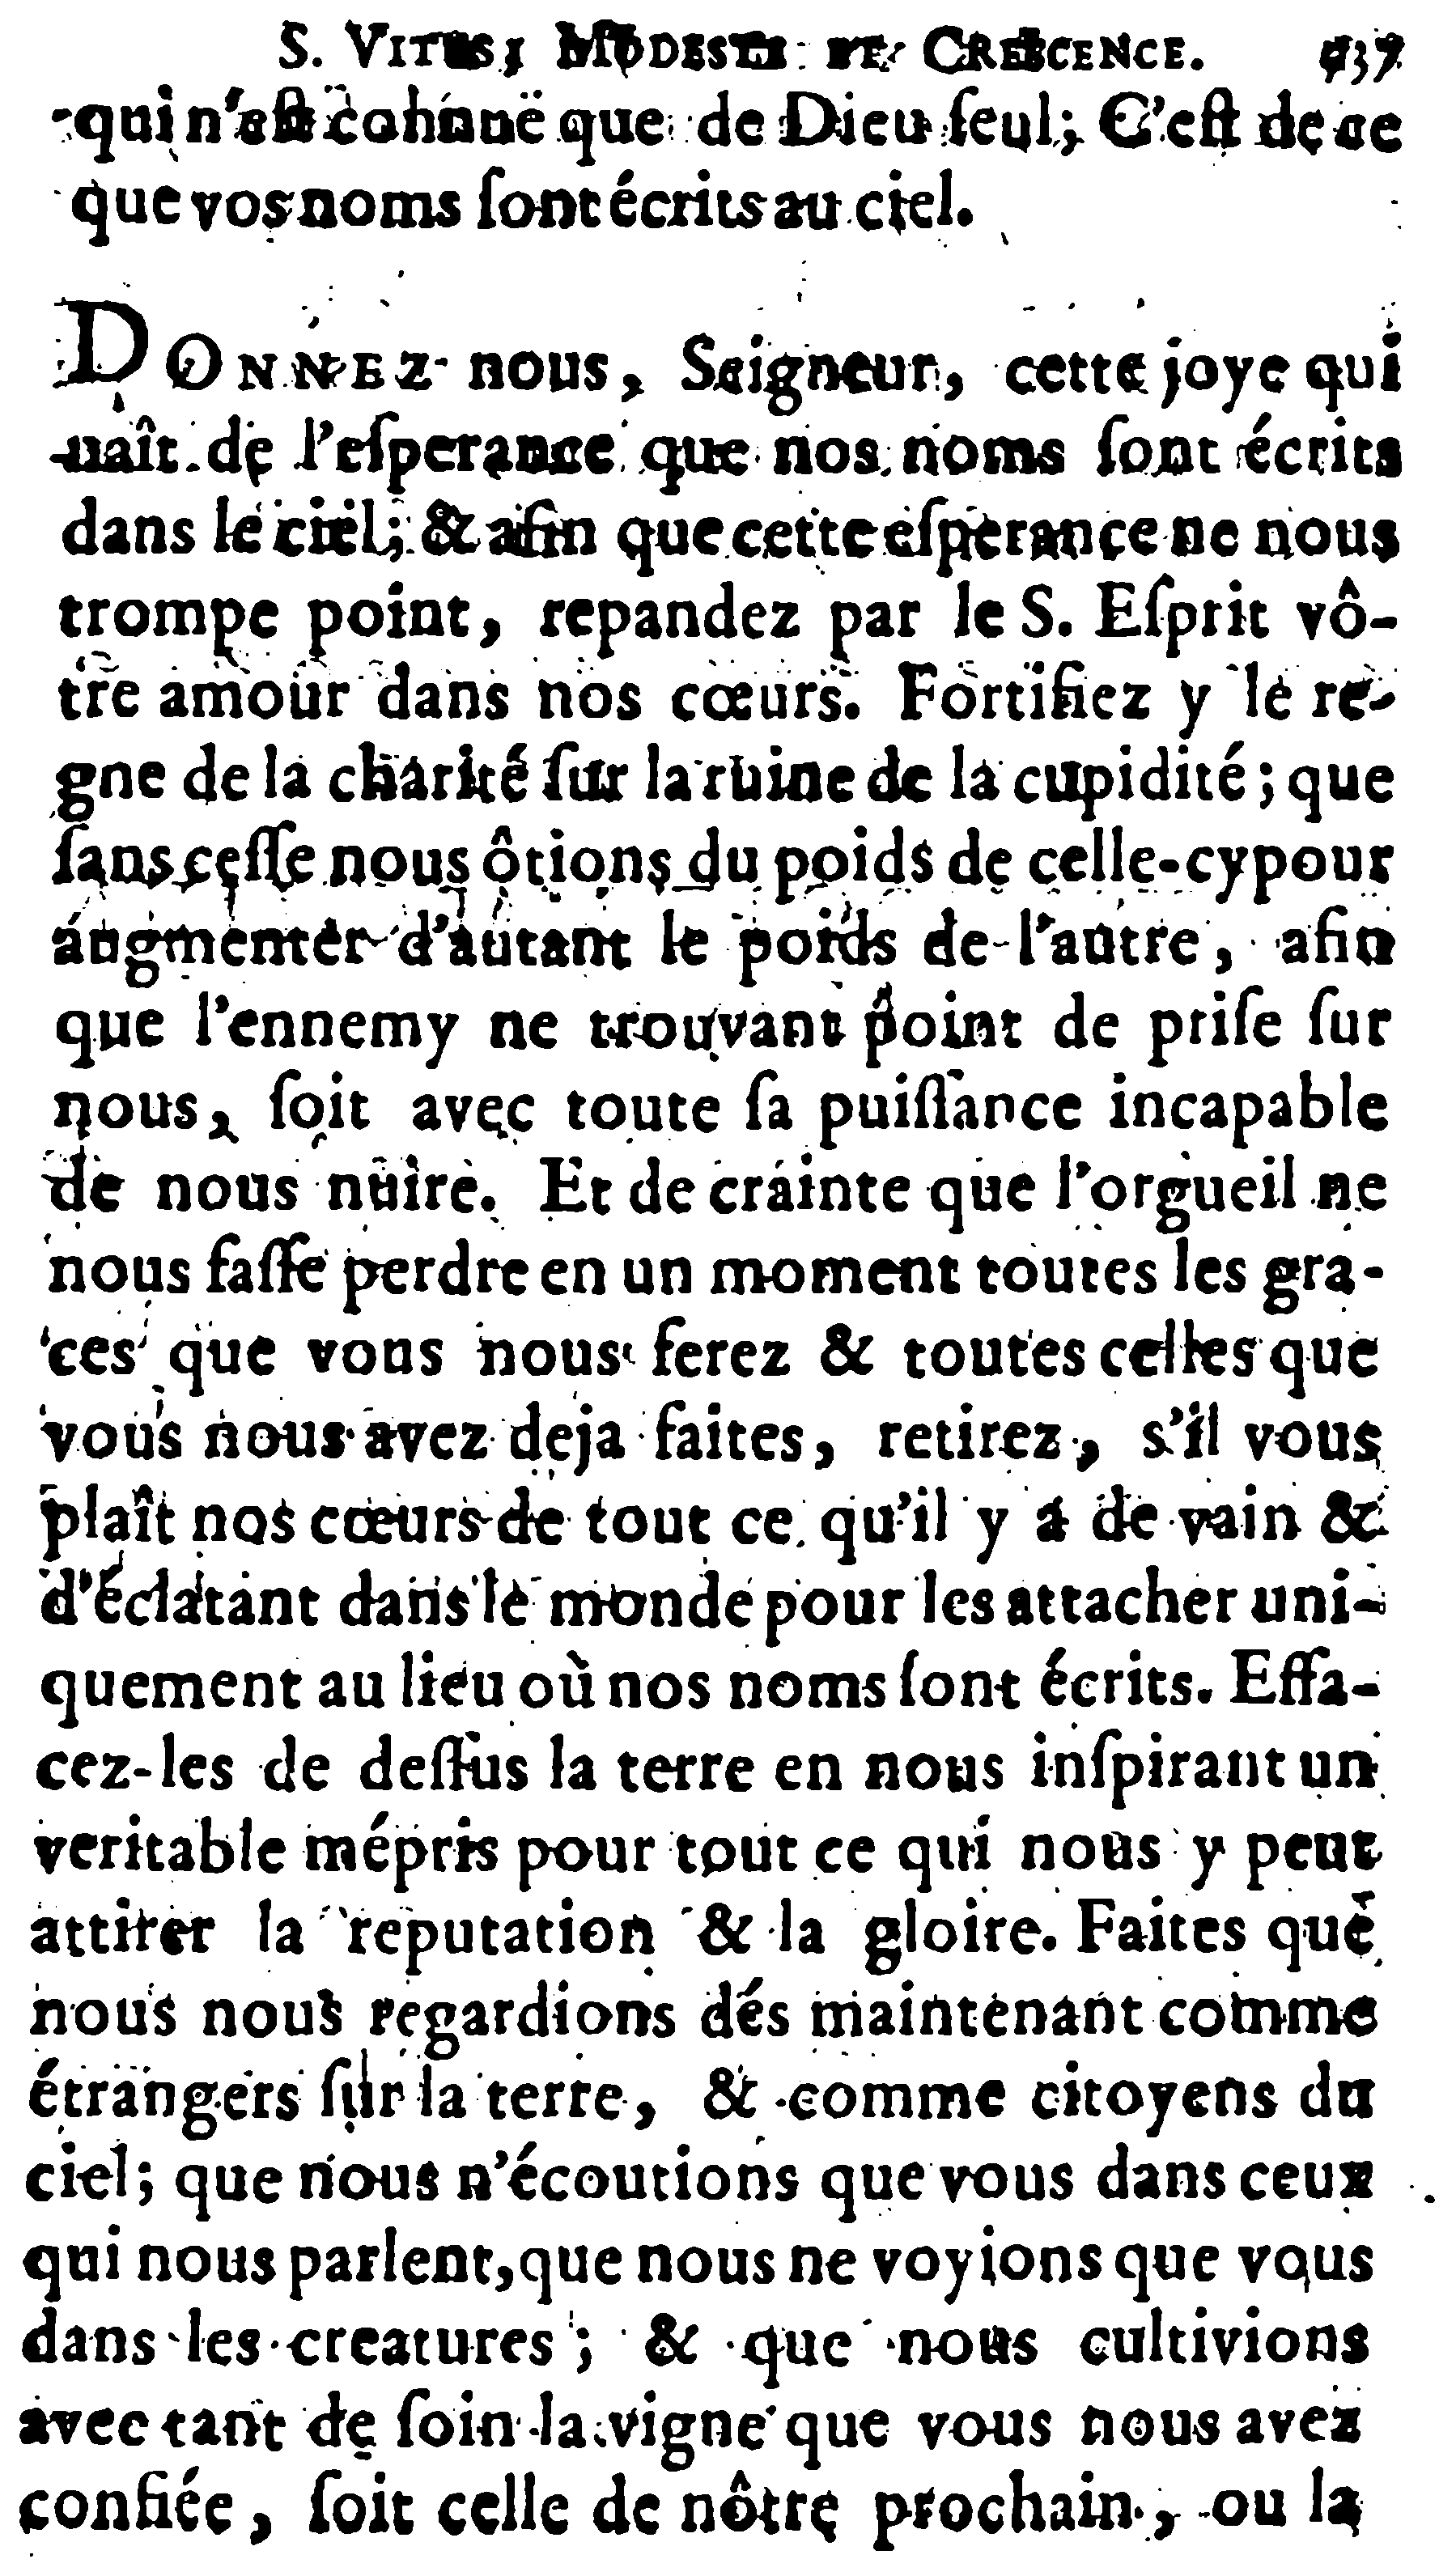 S. VITUS, MODESTE ET CRESCENCE. 737
qui n'eſt connuë que de Dieu ſeul; C'eſt de ce
que vos noms ſont écrits au ciel.
DONNEZ nous, Seigneur, cette joye qui
naît de l'eſperance que nos noms ſont écrits
dans le ciel; & afin que cette eſperance ne nous
trompe point, repandez par le S. Eſprit vô-
tre amour dans nos cœurs. Fortifiez y le re-
gne de la charité ſur la ruine de la cupidité; que
ſans ceſſe nous ôtions du poids de celle-cy pour
augmenter d'autant le poids de l'autre, afin
que l'ennemy ne trouvant point de priſe ſur
nous, ſoit avec toute ſa puiſſance incapable
de nous nuire. Et de crainte que l'orgueil ne
nous faſſe perdre en un moment toutes les gra-
ces que vous nous ferez & toutes celles que
vous nous avez deja faites, retirez, s'il vous
plaît nos cœurs de tout ce qu'il y a de vain &
d'éclatant dans le monde pour les attacher uni-
quement au lieu où nos noms ſont écrits. Effa-
cez-les de deſſus la terre en nous inſpirant un
veritable mépris pour tout ce qui nous y peut
attirer la reputation & la gloire. Faites que
nous nous regardions dés maintenant comme
étrangers ſur la terre, & comme citoyens du
ciel; que nous n'écoutions que vous dans ceux
qui nous parlent, que nous ne voyions que vous
dans les creatures; & que nous cultivions
avec tant de ſoin la vigne que vous nous avez
confiée, ſoit celle de nôtre prochain, ou la